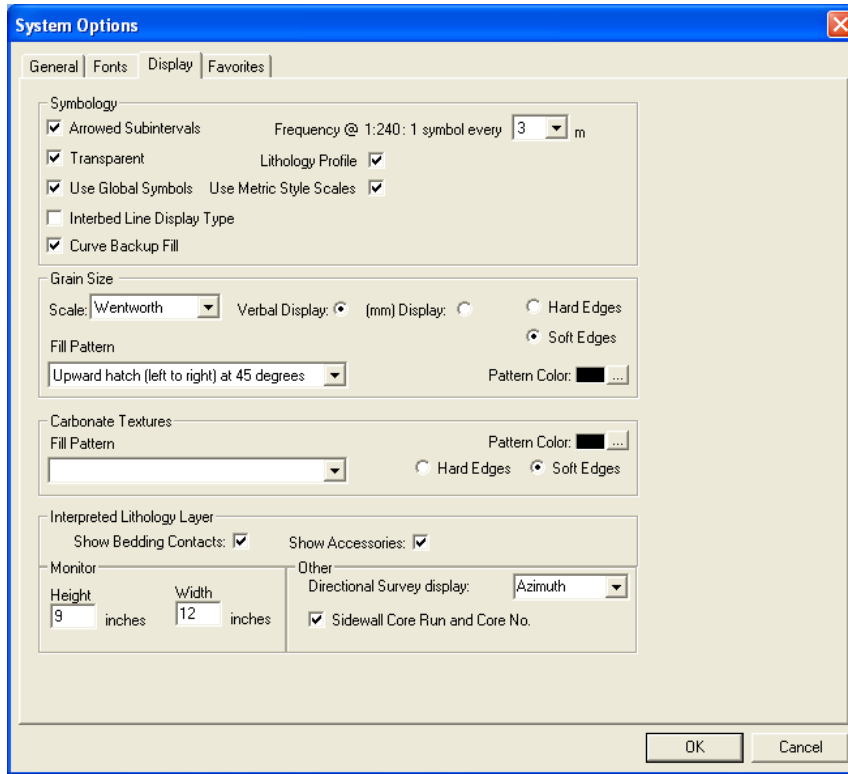 System Options
General Fonts Display Favorites
Symbology
Arrowed Subintervals Frequency @ 1:240: 1 symbol every 3 m
Transparent Lithology Profile
Use Global Symbols Use Metric Style Scales
Interbed Line Display Type
Curve Backup Fill
Grain Size
Scale: Wentworth Verbal Display: (mm) Display: Hard Edges
Soft Edges
Fill Pattern
Upward hatch (left to right) at 45 degrees Pattern Color: ...
Carbonate Textures
Fill Pattern Pattern Color: ...
Hard Edges Soft Edges
Interpreted Lithology Layer
Show Bedding Contacts: Show Accessories:
Monitor Other
Height Width Directional Survey display: Azimuth
9 inches 12 inches Sidewall Core Run and Core No.
OK Cancel